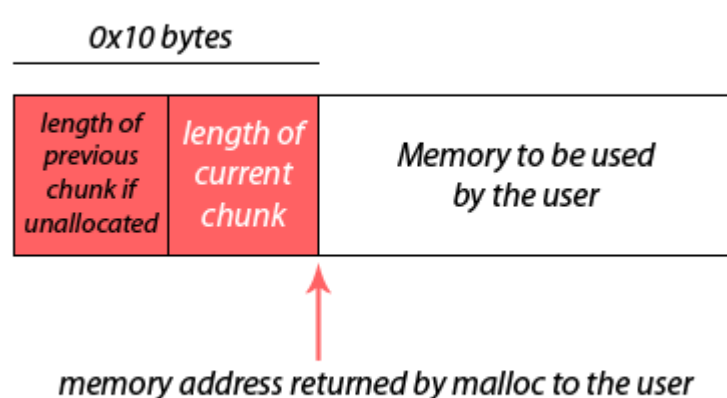 0x10 bytes
length of
previous
chunk if
unallocated
length of
current
chunk
Memory to be used
by the user
memory address returned by malloc to the user